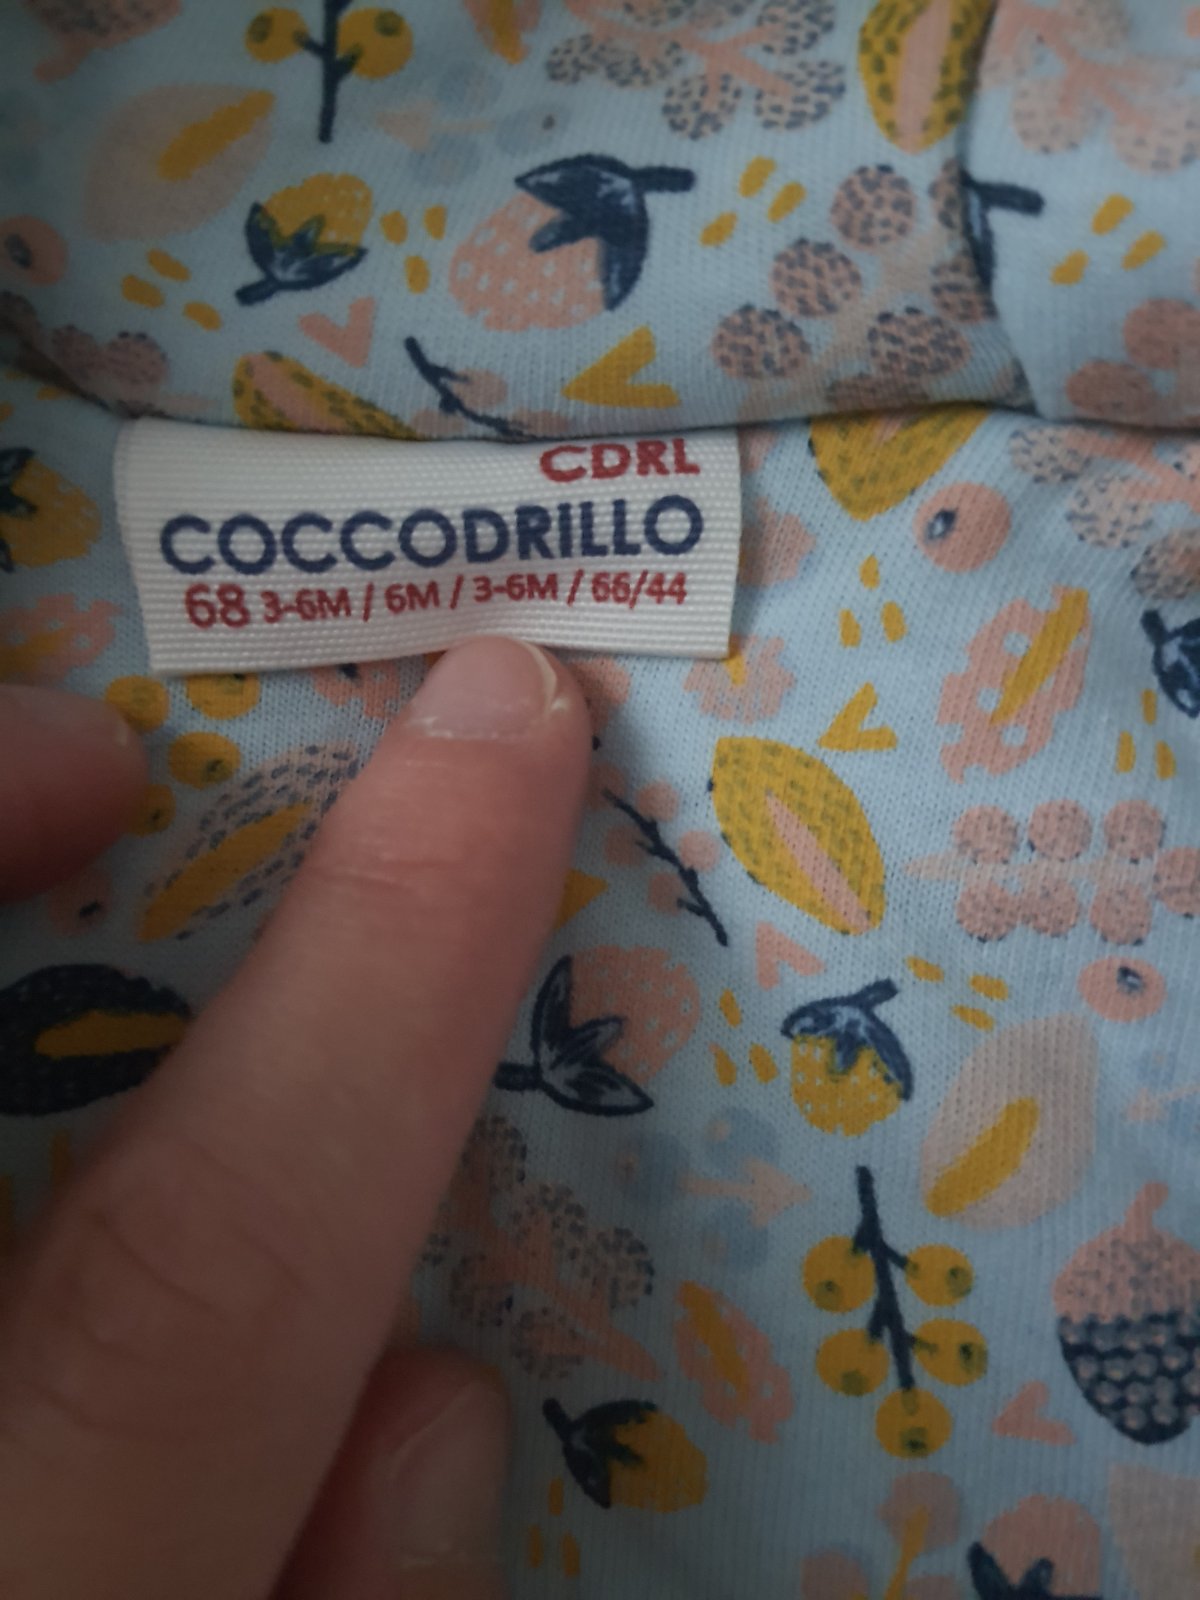 CDRL
COCCODRILLO
68 3-6M / 6M / 3-6M / 66/44